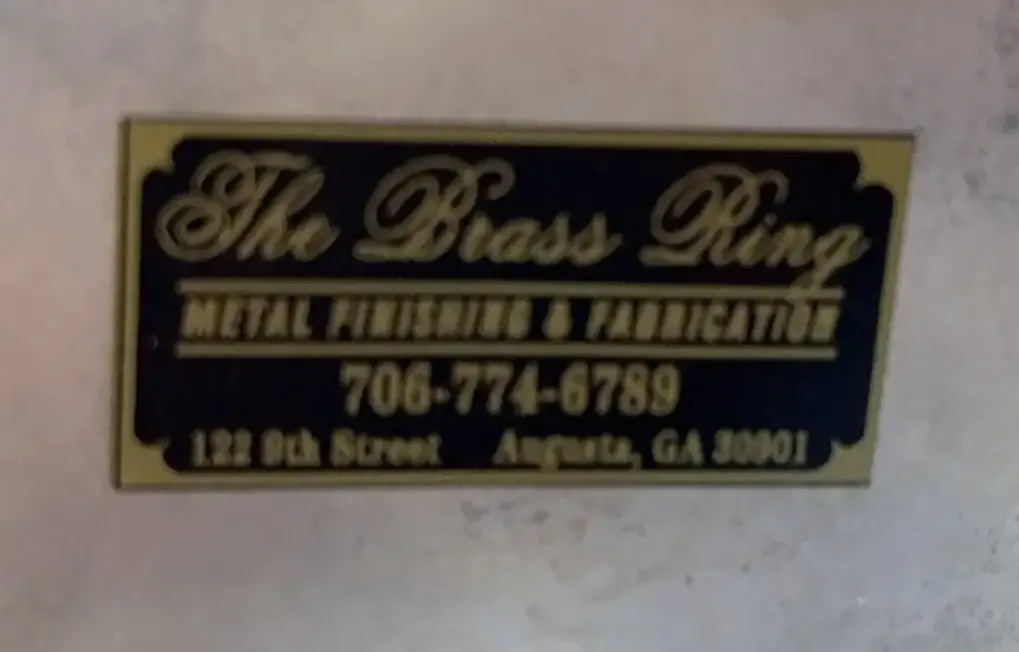 The Brass Ring
METAL FINISHING & FABRICATION
706-774-6789
122 9th Street Augusta, GA 30901